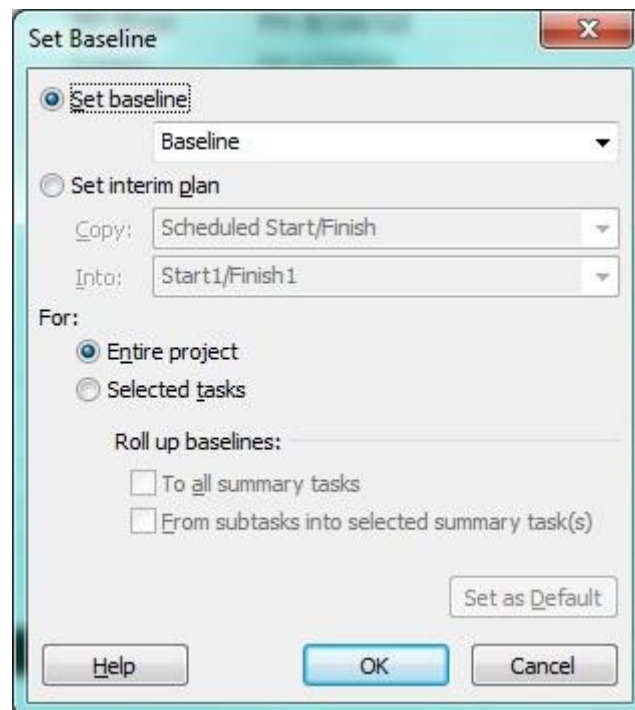 Set Baseline
Set baseline
Baseline
Set interim plan
Copy: Scheduled Start/Finish
Into: Start1/Finish1
For:
Entire project
Selected tasks
Roll up baselines:
To all summary tasks
From subtasks into selected summary task(s)
Set as Default
Help OK Cancel